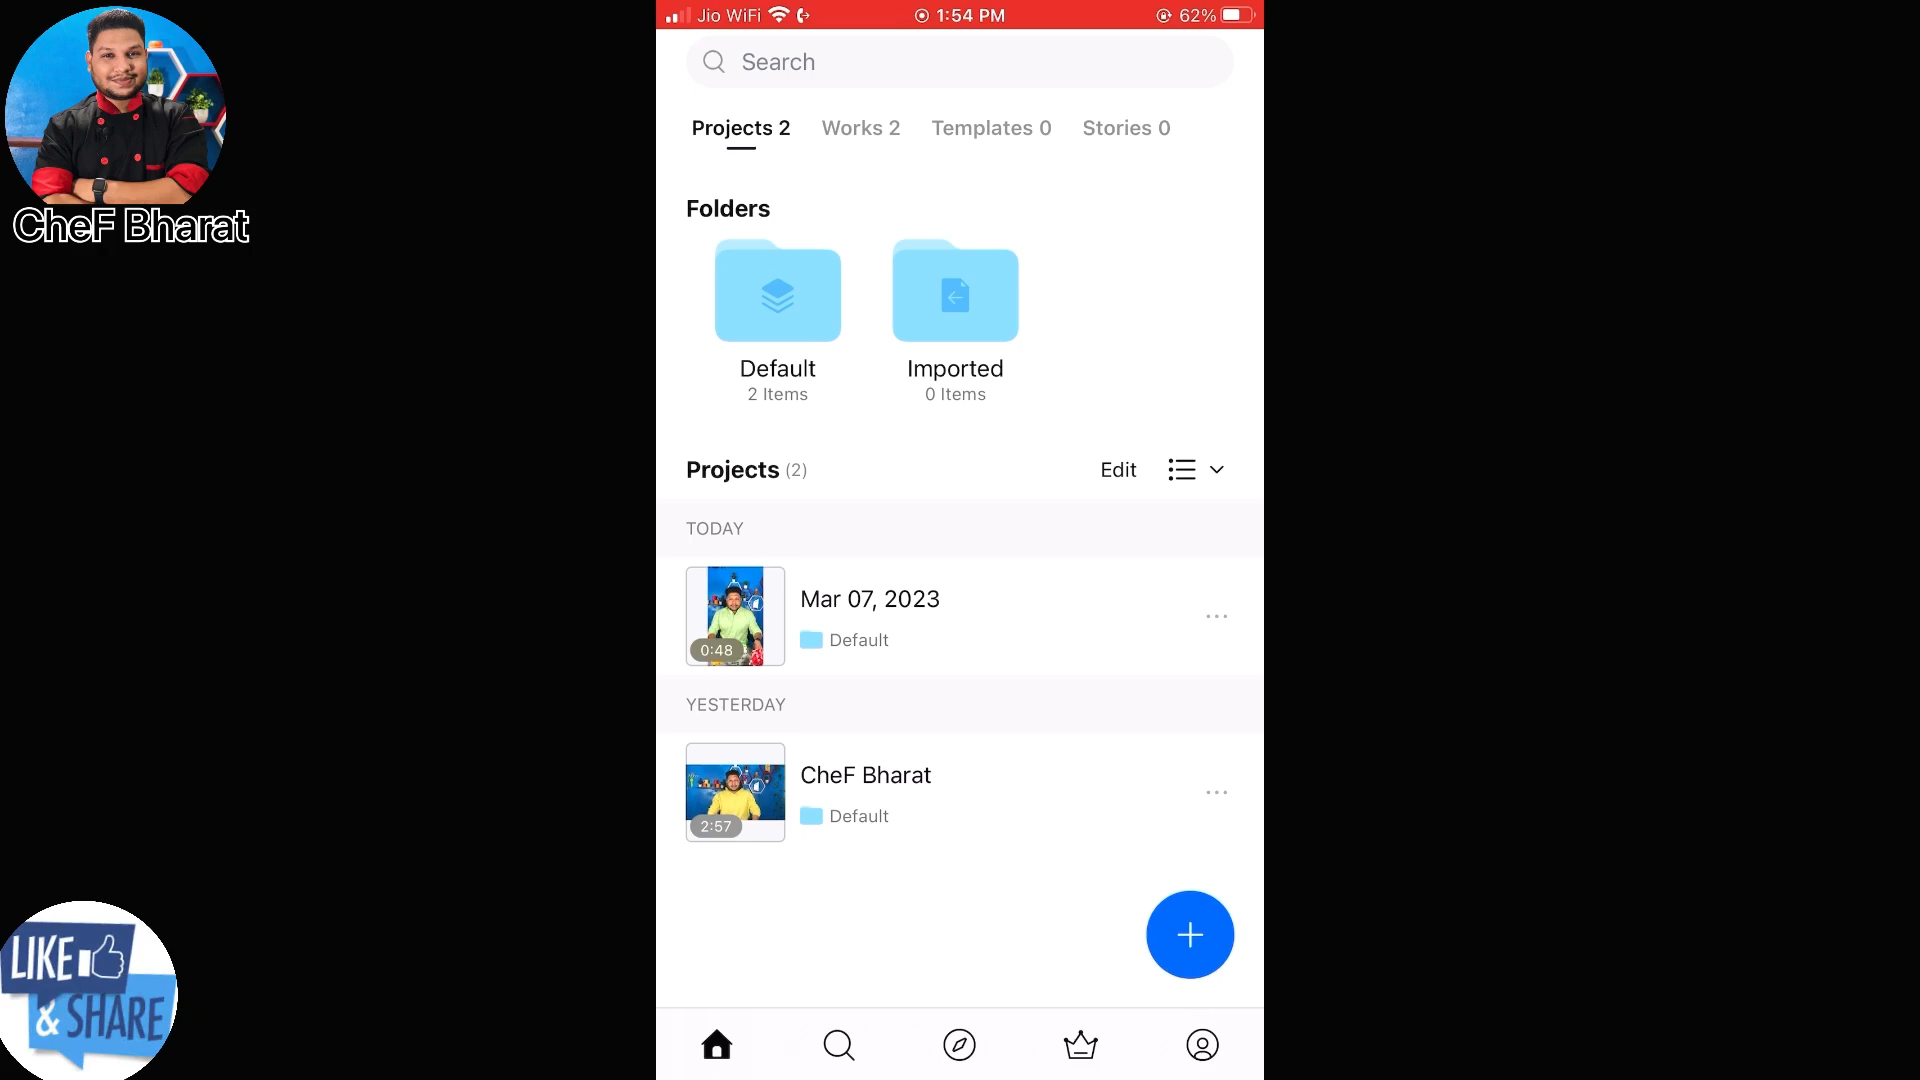 Jio WiFi 1:54 PM 62%
Search
Projects 2 Works 2 Templates 0 Stories 0
CheF Bharat
Folders
Default Imported
2 Items 0 Items
Projects (2) Edit
TODAY
Mar 07, 2023
Default
0:48
YESTERDAY
CheF Bharat
Default
2:57
LIKE
& SHARE